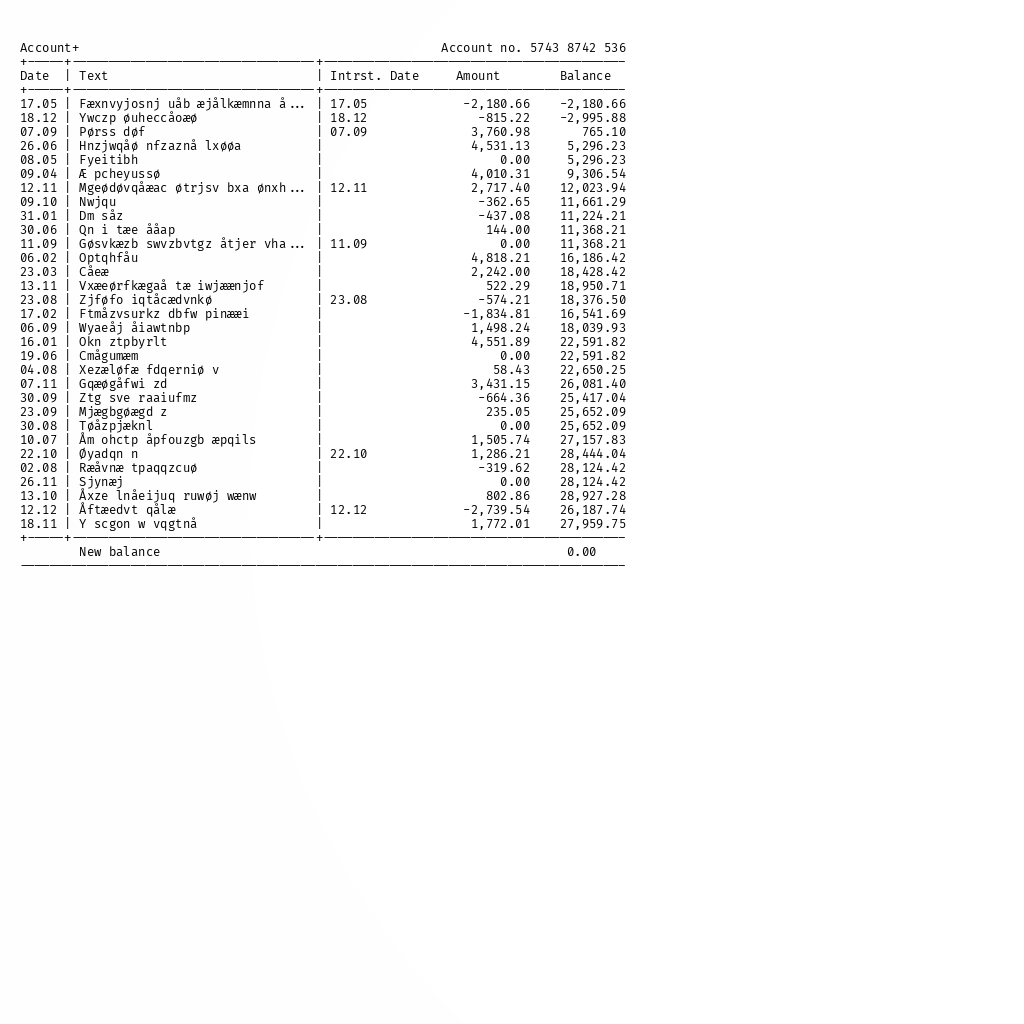 Account+ Account no. 5743 8742 536
Date | Text | Intrst. Date Amount Balance
17.05 | Fæxnvyjosnj uåb æjålkæmnna å... | 17.05 -2,180.66 -2,180.66
18.12 | Ywczp øuheccåoæø | 18.12 -815.22 -2,995.88
07.09 | Pørss døf | 07.09 3,760.98 765.10
26.06 | Hnzjwqåø nfzaznå lxøøa | 4,531.13 5,296.23
08.05 | Fyeitibh | 0.00 5,296.23
09.04 | Æ pcheyussø | 4,010.31 9,306.54
12.11 | Mgeødøvqåæac øtrjsv bxa ønxh... | 12.11 2,717.40 12,023.94
09.10 | Nwjqu | -362.65 11,661.29
31.01 | Dm såz | -437.08 11,224.21
30.06 | Qn i tæe ååap | 144.00 11,368.21
11.09 | Gøsvkæzb swvzbvtgz åtjer vha... | 11.09 0.00 11,368.21
06.02 | Optqhfåu | 4,818.21 16,186.42
23.03 | Cåeæ | 2,242.00 18,428.42
13.11 | Vxæeørfkægaå tæ iwjæænjof | 522.29 18,950.71
23.08 | Zjføfo iqtåcædvnkø | 23.08 -574.21 18,376.50
17.02 | Ftmåzvsurkz dbfw pinææi | -1,834.81 16,541.69
06.09 | Wyaeåj åiawtnbp | 1,498.24 18,039.93
16.01 | Okn ztpbyrlt | 4,551.89 22,591.82
19.06 | Cmågumæm | 0.00 22,591.82
04.08 | Xezæløfæ fdqerniø v | 58.43 22,650.25
07.11 | Gqæøgåfwi zd | 3,431.15 26,081.40
30.09 | Ztg sve raaiufmz | -664.36 25,417.04
23.09 | Mjægbgøægd z | 235.05 25,652.09
30.08 | Tøåzpjæknl | 0.00 25,652.09
10.07 | Åm ohctp åpfouzgb æpqils | 1,505.74 27,157.83
22.10 | Øyadqn n | 22.10 1,286.21 28,444.04
02.08 | Ræåvnæ tpaqqzcuø | -319.62 28,124.42
26.11 | Sjynæj | 0.00 28,124.42
13.10 | Åxze lnåeijuq ruwøj wænw | 802.86 28,927.28
12.12 | Åftæedvt qålæ | 12.12 -2,739.54 26,187.74
18.11 | Y scgon w vqgtnå | 1,772.01 27,959.75
New balance 0.00